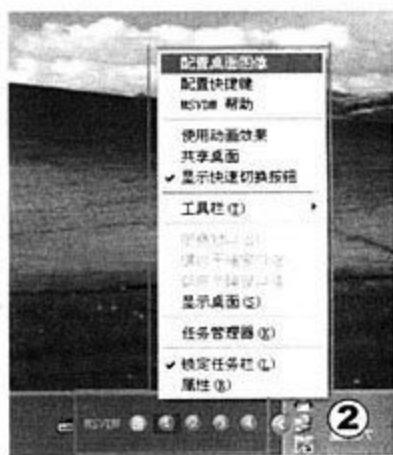 配置桌面图像
配置快捷键
MSVDM 帮助
使用动画效果
共享桌面
✓ 显示快速切换按钮
工具栏(T)
显示桌面(S)
任务管理器(K)
✓ 锁定任务栏(L)
属性(R)
MSVDM
②